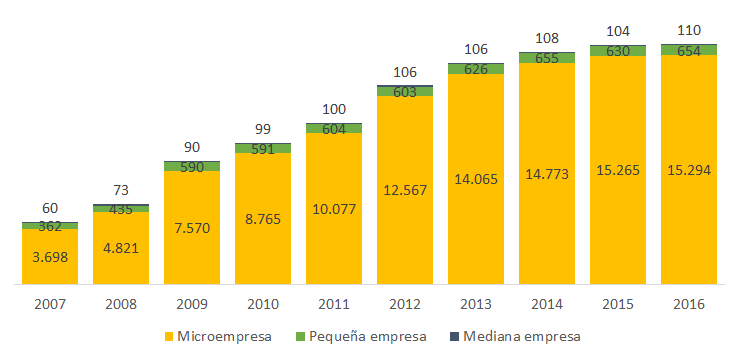 60 73 90 99 100 106 106 108 104 110
362 435 590 591 604 603 626 655 630 654
3.698 4.821 7.570 8.765 10.077 12.567 14.065 14.773 15.265 15.294
2007 2008 2009 2010 2011 2012 2013 2014 2015 2016
Microempresa Pequeña empresa Mediana empresa